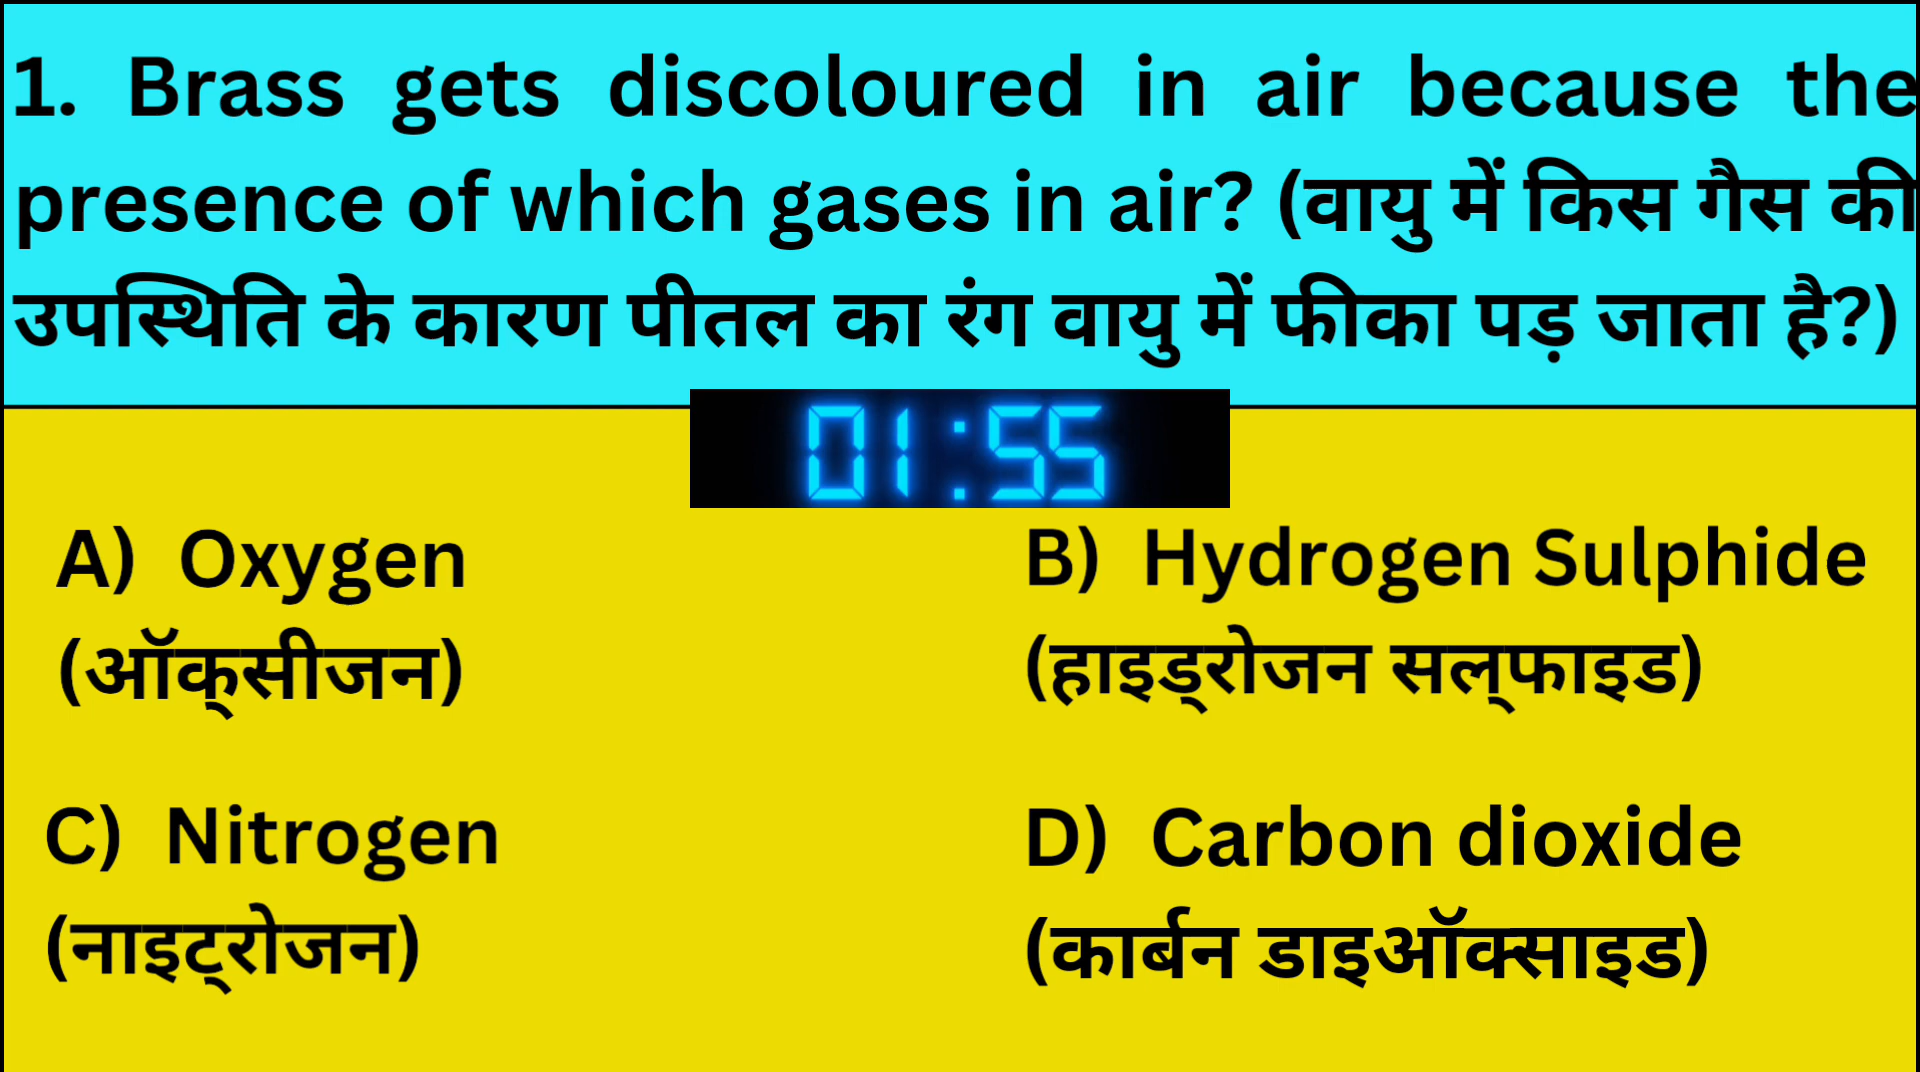 1. Brass gets discoloured in air because the
presence of which gases in air? (वायु में किस गैस की
उपस्थिति के कारण पीतल का रंग वायु में फीका पड़ जाता है?)
01:55
A) Oxygen
(ऑक्‌सीजन)
B) Hydrogen Sulphide
(हाइड्‌रोजन सल्‌फाइड)
C) Nitrogen
(नाइट्‌रोजन)
D) Carbon dioxide
(कार्बन डाइऑक्साइड)